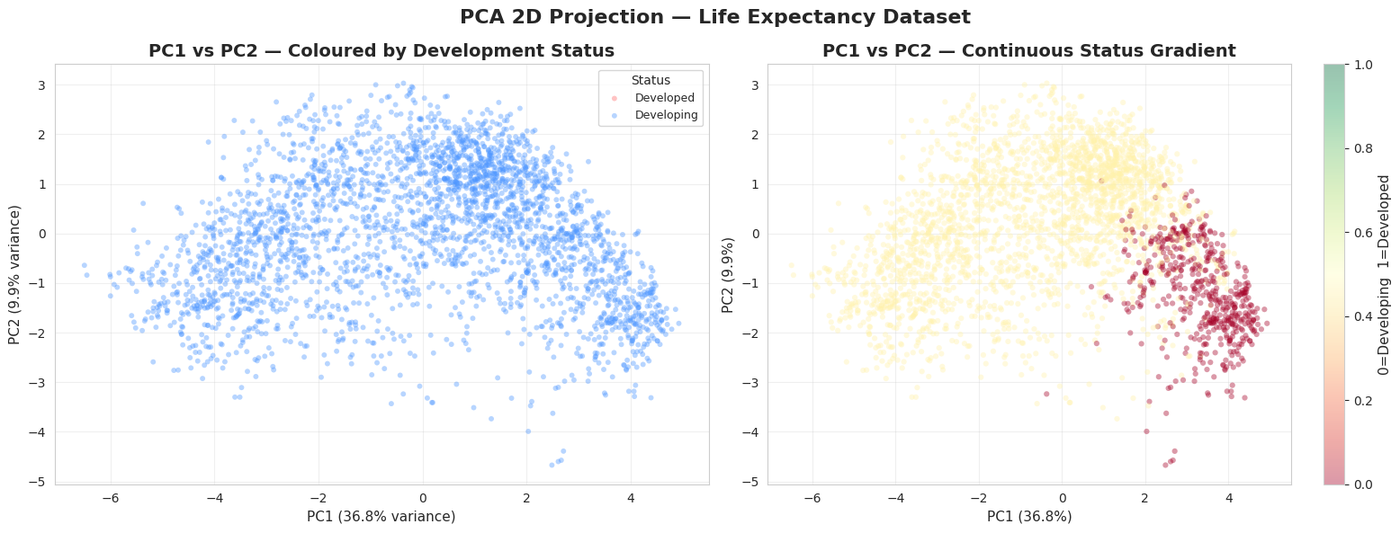 PCA 2D Projection — Life Expectancy Dataset
PC1 vs PC2 — Coloured by Development Status
Status
Developed
Developing
3
2
1
0
−1
−2
−3
−4
−5
PC2 (9.9% variance)
−6 −4 −2 0 2 4
PC1 (36.8% variance)
PC1 vs PC2 — Continuous Status Gradient
3
2
1
0
−1
−2
−3
−4
−5
PC2 (9.9%)
−6 −4 −2 0 2 4
PC1 (36.8%)
1.0
0.8
0.6
0.4
0.2
0.0
0=Developing 1=Developed